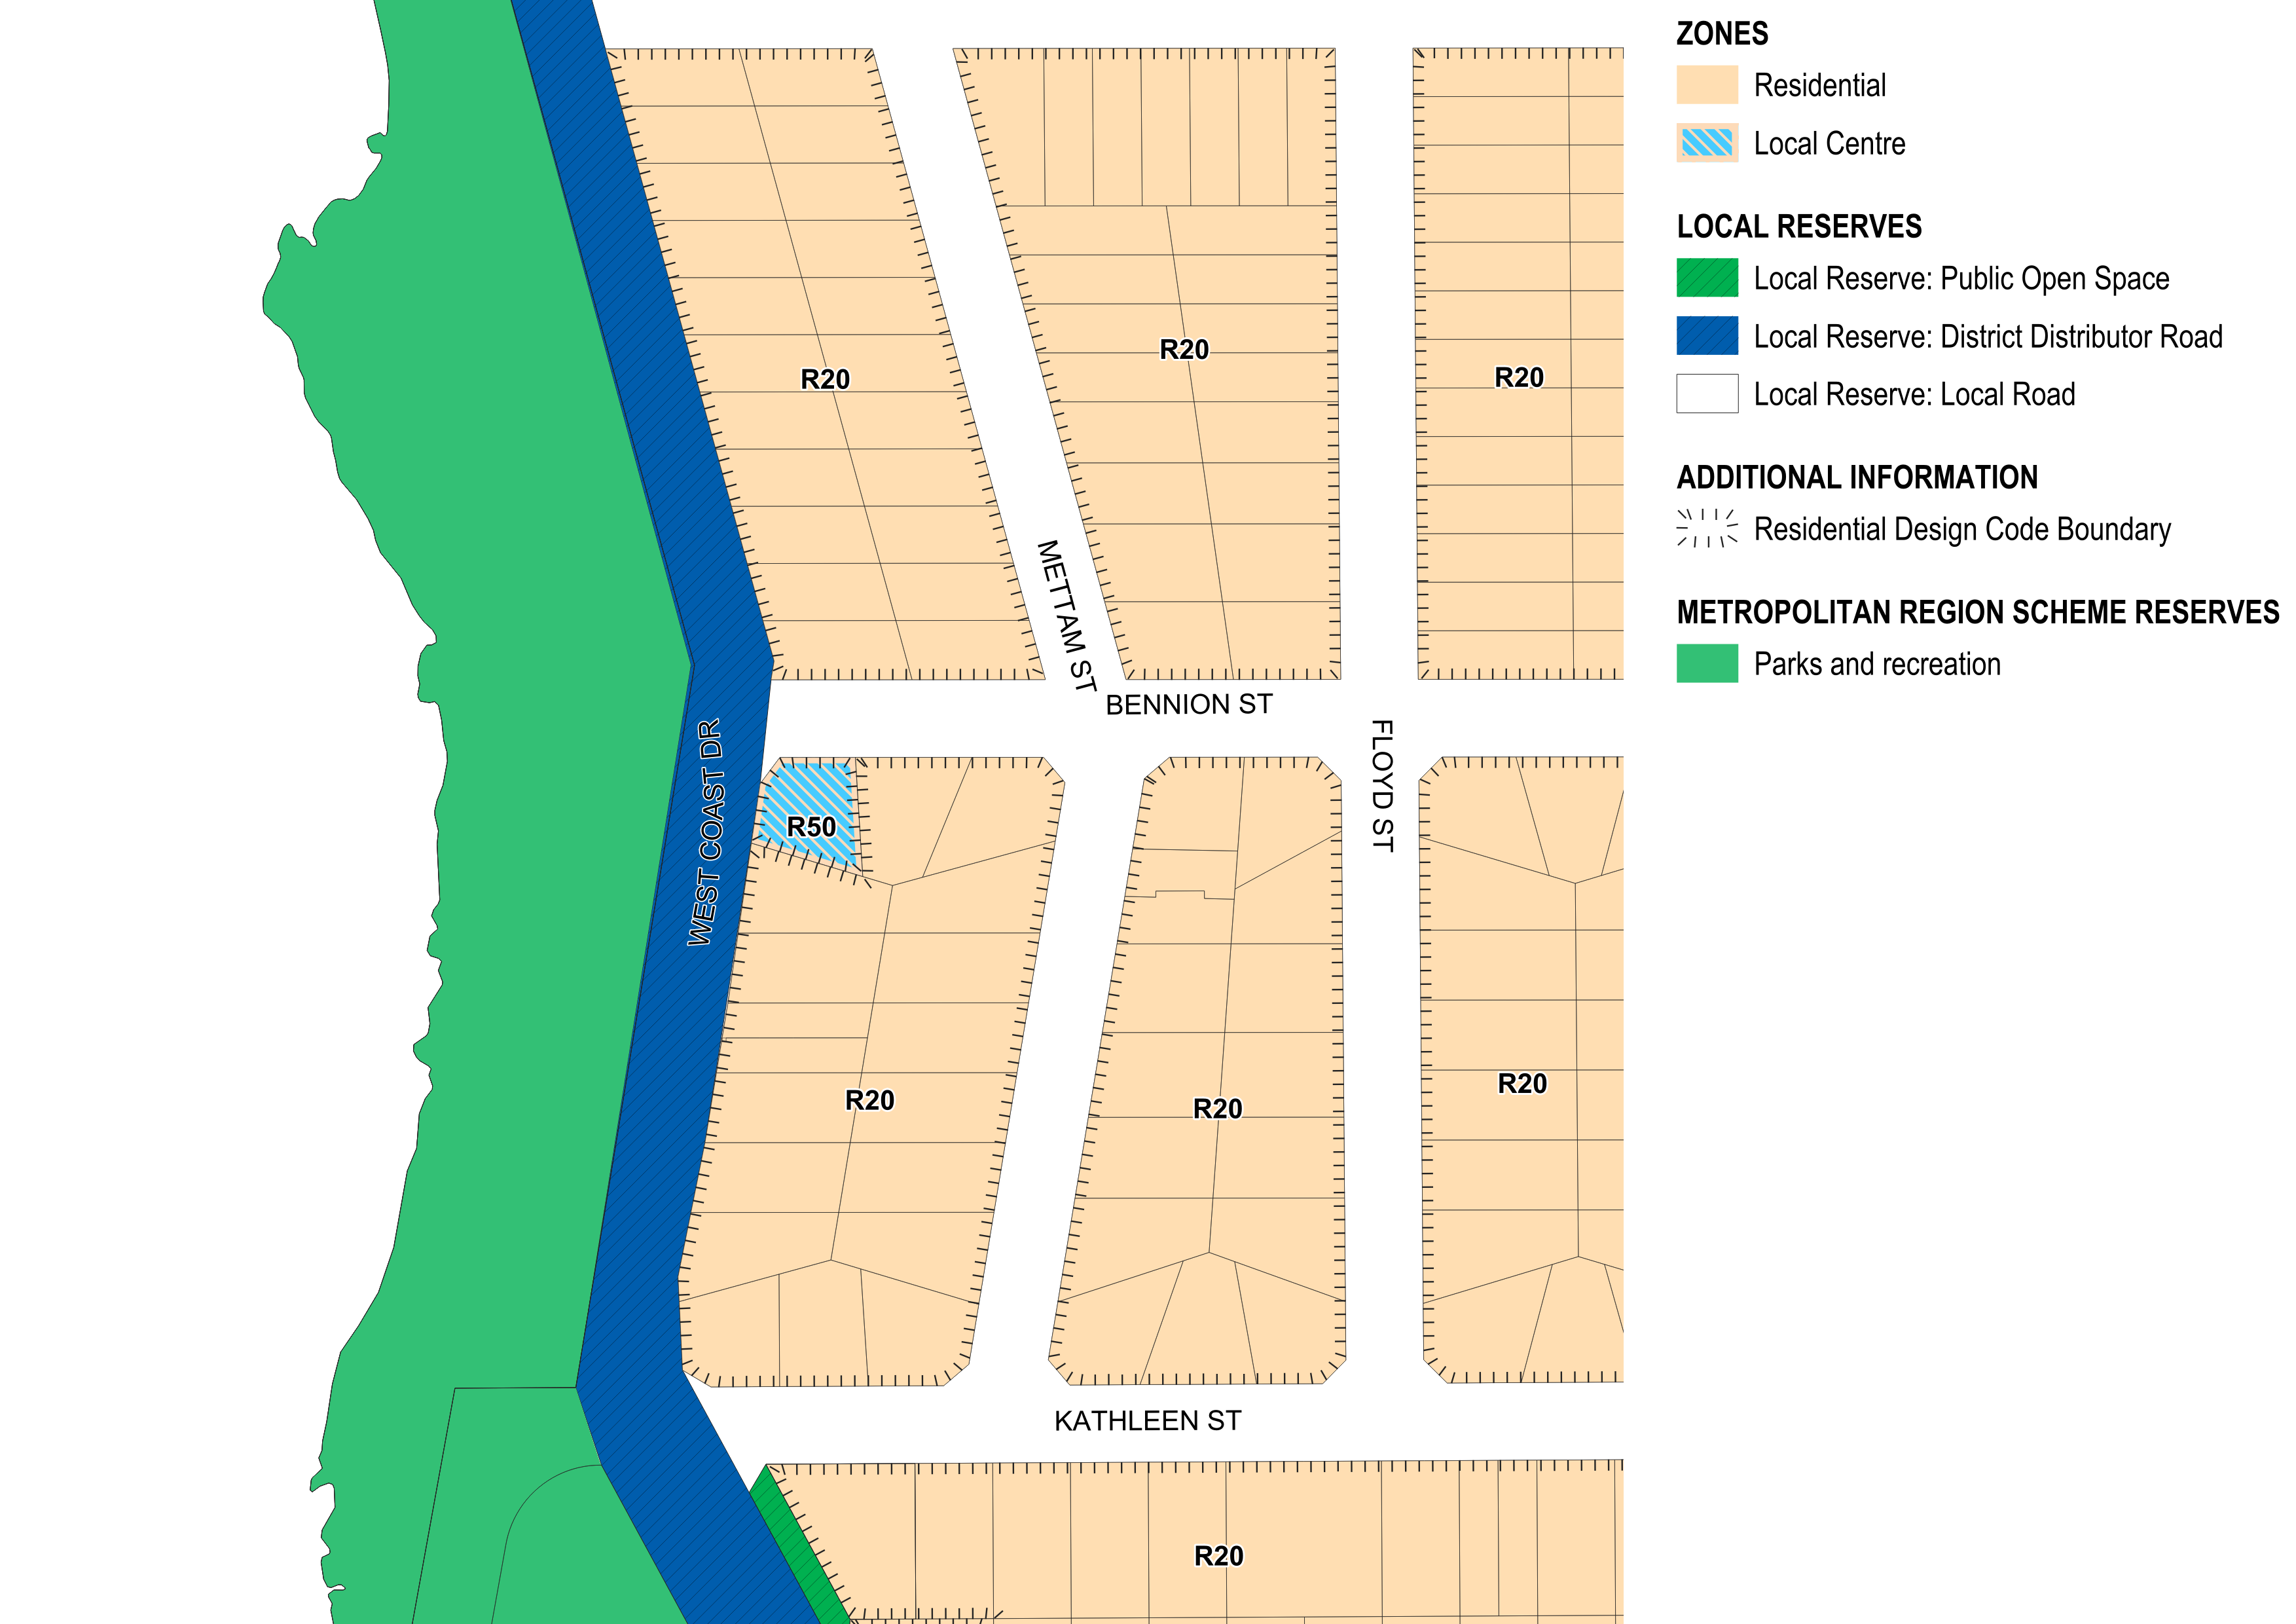 R20
R20
R20
METTAM ST
BENNION ST
WEST COAST DR
FLOYD ST
R50
R20
R20
R20
KATHLEEN ST
R20
ZONES
Residential
Local Centre
LOCAL RESERVES
Local Reserve: Public Open Space
Local Reserve: District Distributor Road
Local Reserve: Local Road
ADDITIONAL INFORMATION
Residential Design Code Boundary
METROPOLITAN REGION SCHEME RESERVES
Parks and recreation